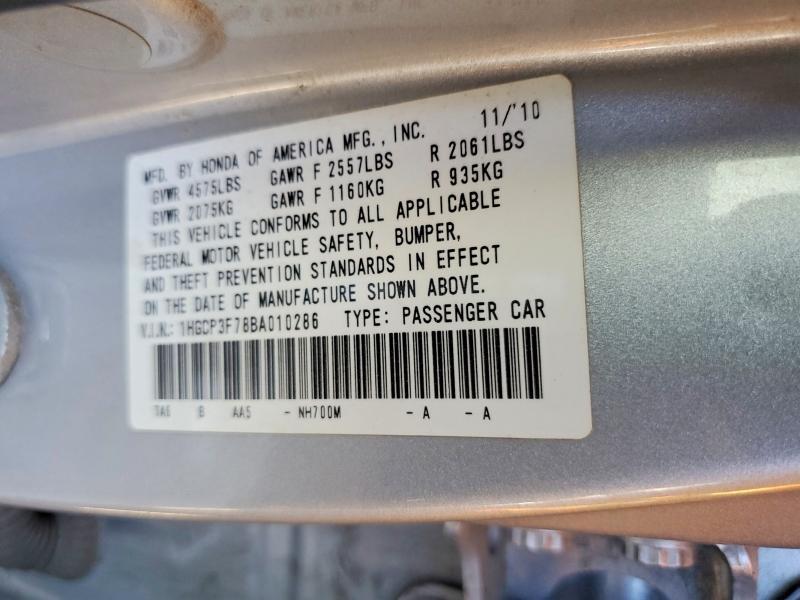 MFD. BY HONDA OF AMERICA MFG., INC. 11/'10
GVWR 4575LBS GAWR F 2557LBS R 2061LBS
GVWR 2075KG GAWR F 1160KG R 935KG
THIS VEHICLE CONFORMS TO ALL APPLICABLE
FEDERAL MOTOR VEHICLE SAFETY, BUMPER,
AND THEFT PREVENTION STANDARDS IN EFFECT
ON THE DATE OF MANUFACTURE SHOWN ABOVE.
V.I.N.: 1HGCP3F78BA010286 TYPE: PASSENGER CAR
TA6 B AA5 - NH700M - A - A